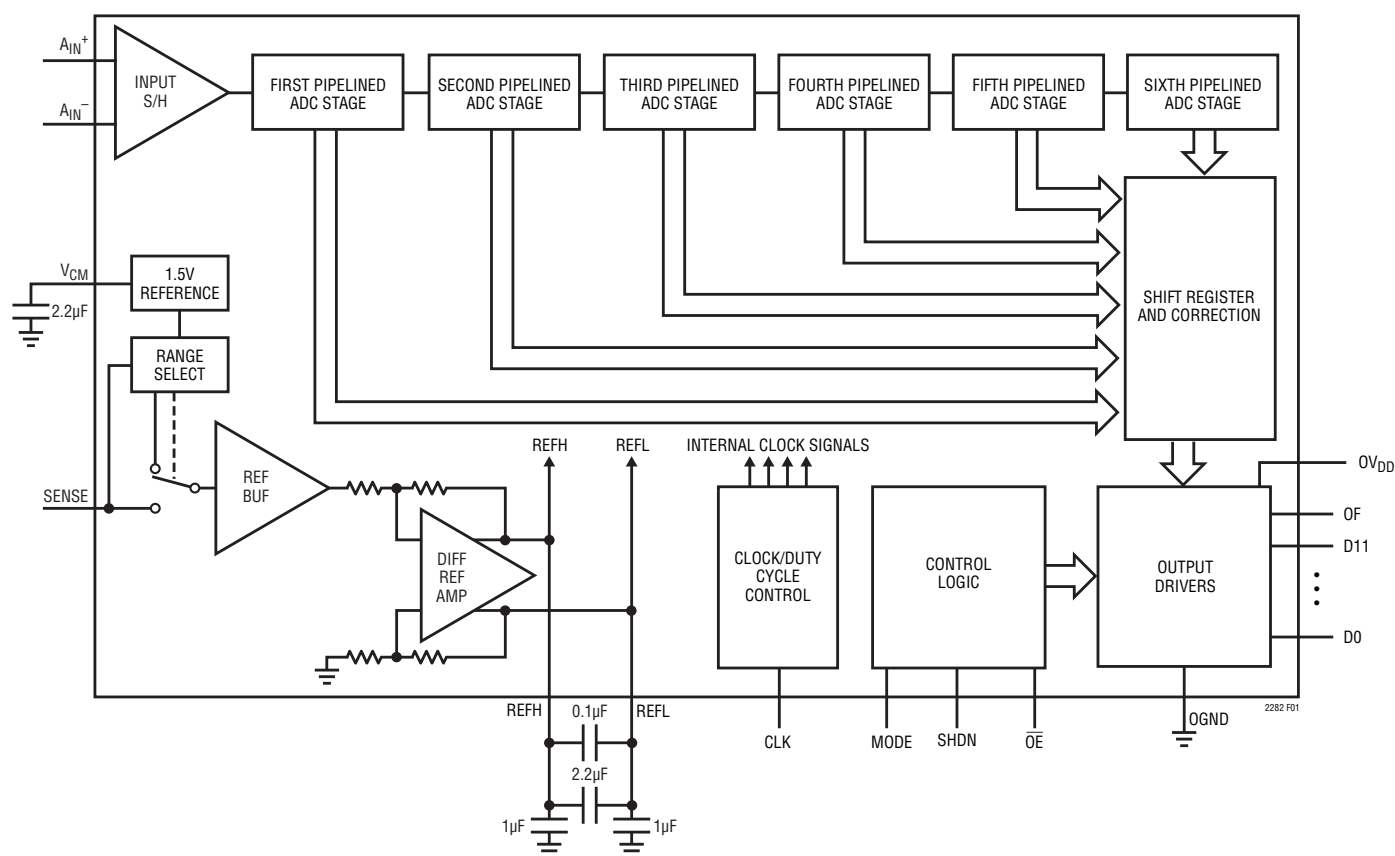 AIN+
INPUT
S/H
AIN–
FIRST PIPELINED
ADC STAGE
SECOND PIPELINED
ADC STAGE
THIRD PIPELINED
ADC STAGE
FOURTH PIPELINED
ADC STAGE
FIFTH PIPELINED
ADC STAGE
SIXTH PIPELINED
ADC STAGE
VCM
2.2µF
1.5V
REFERENCE
RANGE
SELECT
SHIFT REGISTER
AND CORRECTION
SENSE
REF
BUF
DIFF
REF
AMP
REFH
REFL
INTERNAL CLOCK SIGNALS
CLOCK/DUTY
CYCLE
CONTROL
CONTROL
LOGIC
OUTPUT
DRIVERS
OVDD
OF
D11
D0
REFH
0.1µF
REFL
2.2µF
1µF
1µF
CLK
MODE
SHDN
O̅E̅
OGND
2282 F01